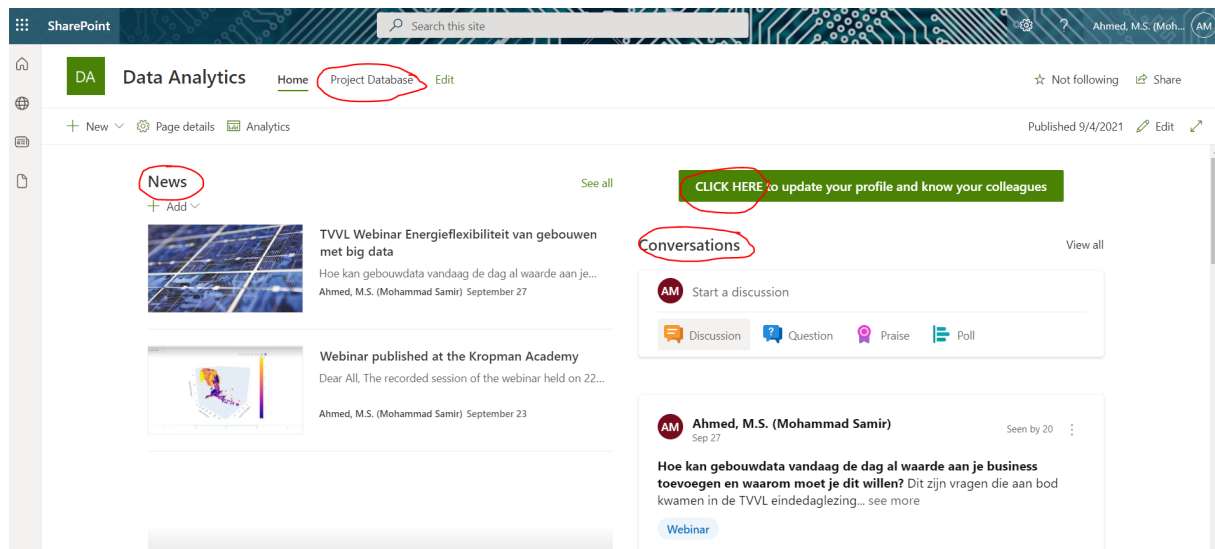 SharePoint
Search this site
?
Ahmed, M.S. (Moh...
AM
DA
Data Analytics
Home
Project Database
Edit
Not following
Share
New
Page details
Analytics
Published 9/4/2021
Edit
News
See all
Add
TVVL Webinar Energieflexibiliteit van gebouwen
met big data
Hoe kan gebouwdata vandaag de dag al waarde aan je...
Ahmed, M.S. (Mohammad Samir) September 27
Webinar published at the Kropman Academy
Dear All, The recorded session of the webinar held on 22...
Ahmed, M.S. (Mohammad Samir) September 23
CLICK HERE to update your profile and know your colleagues
Conversations
View all
AM
Start a discussion
Discussion
Question
Praise
Poll
AM
Ahmed, M.S. (Mohammad Samir)
Sep 27
Seen by 20
Hoe kan gebouwdata vandaag de dag al waarde aan je business
toevoegen en waarom moet je dit willen? Dit zijn vragen die aan bod
kwamen in de TVVL eindedaglezing... see more
Webinar